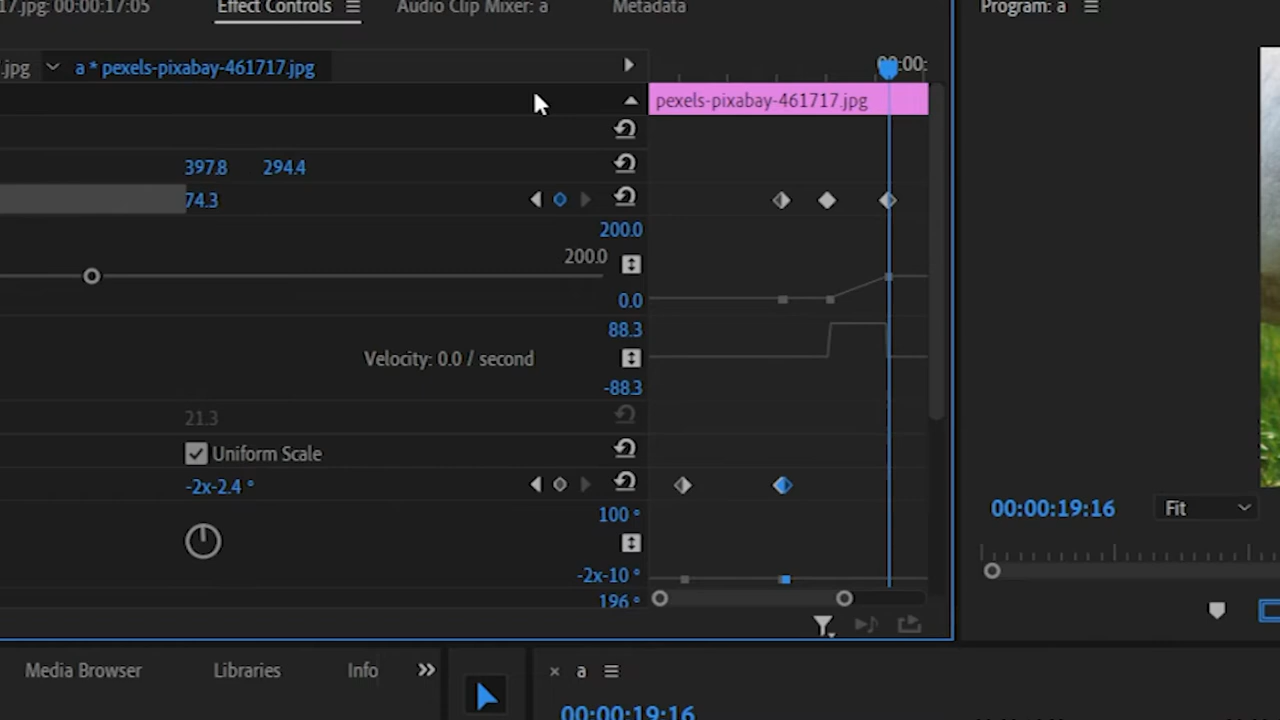 17.jpg: 00:00:17:05 Effect Controls Audio Clip Mixer: a Metadata Program: a
.jpg a * pexels-pixabay-461717.jpg 00:00:
pexels-pixabay-461717.jpg
397.8 294.4
74.3
200.0
200.0
0.0
88.3
Velocity: 0.0 / second
-88.3
21.3
Uniform Scale
-2x-2.4 °
00:00:19:16 Fit
100 °
-2x-10 °
196 °
Media Browser Libraries Info a
00:00:19:16